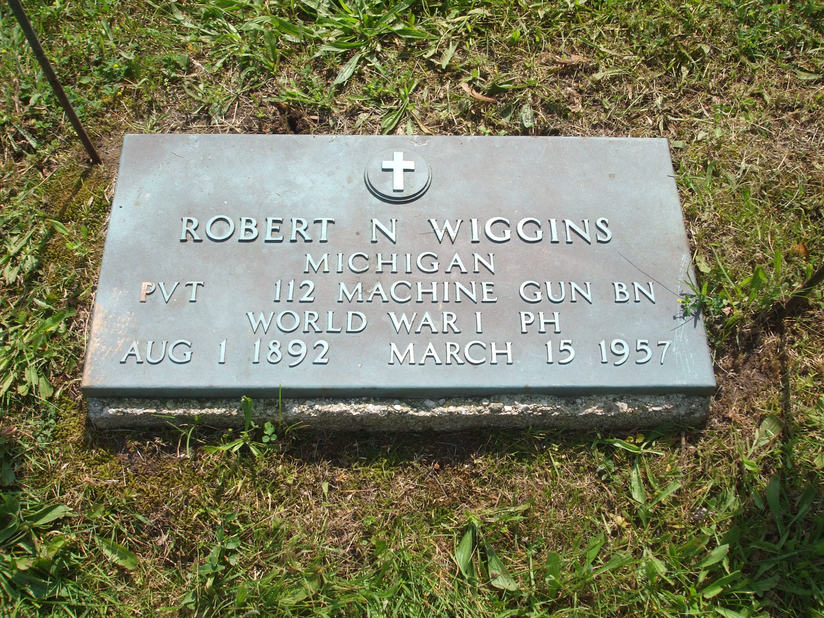 ROBERT N WIGGINS
MICHIGAN
PVT 112 MACHINE GUN BN
WORLD WAR I PH
AUG 1 1892 MARCH 15 1957